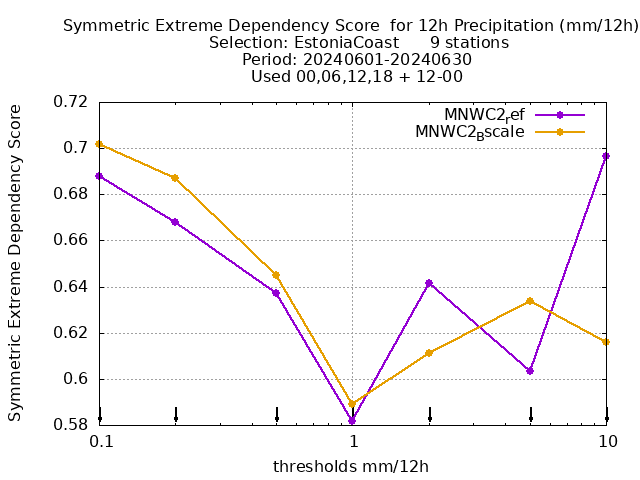 Symmetric Extreme Dependency Score  for 12h Precipitation (mm/12h)
Selection: EstoniaCoast      9 stations
Period: 20240601-20240630
Used 00,06,12,18 + 12-00
Symmetric Extreme Dependency Score
0.72
0.7
0.68
0.66
0.64
0.62
0.6
0.58
MNWC2ref
MNWC2Bscale
0.1
1
10
thresholds mm/12h